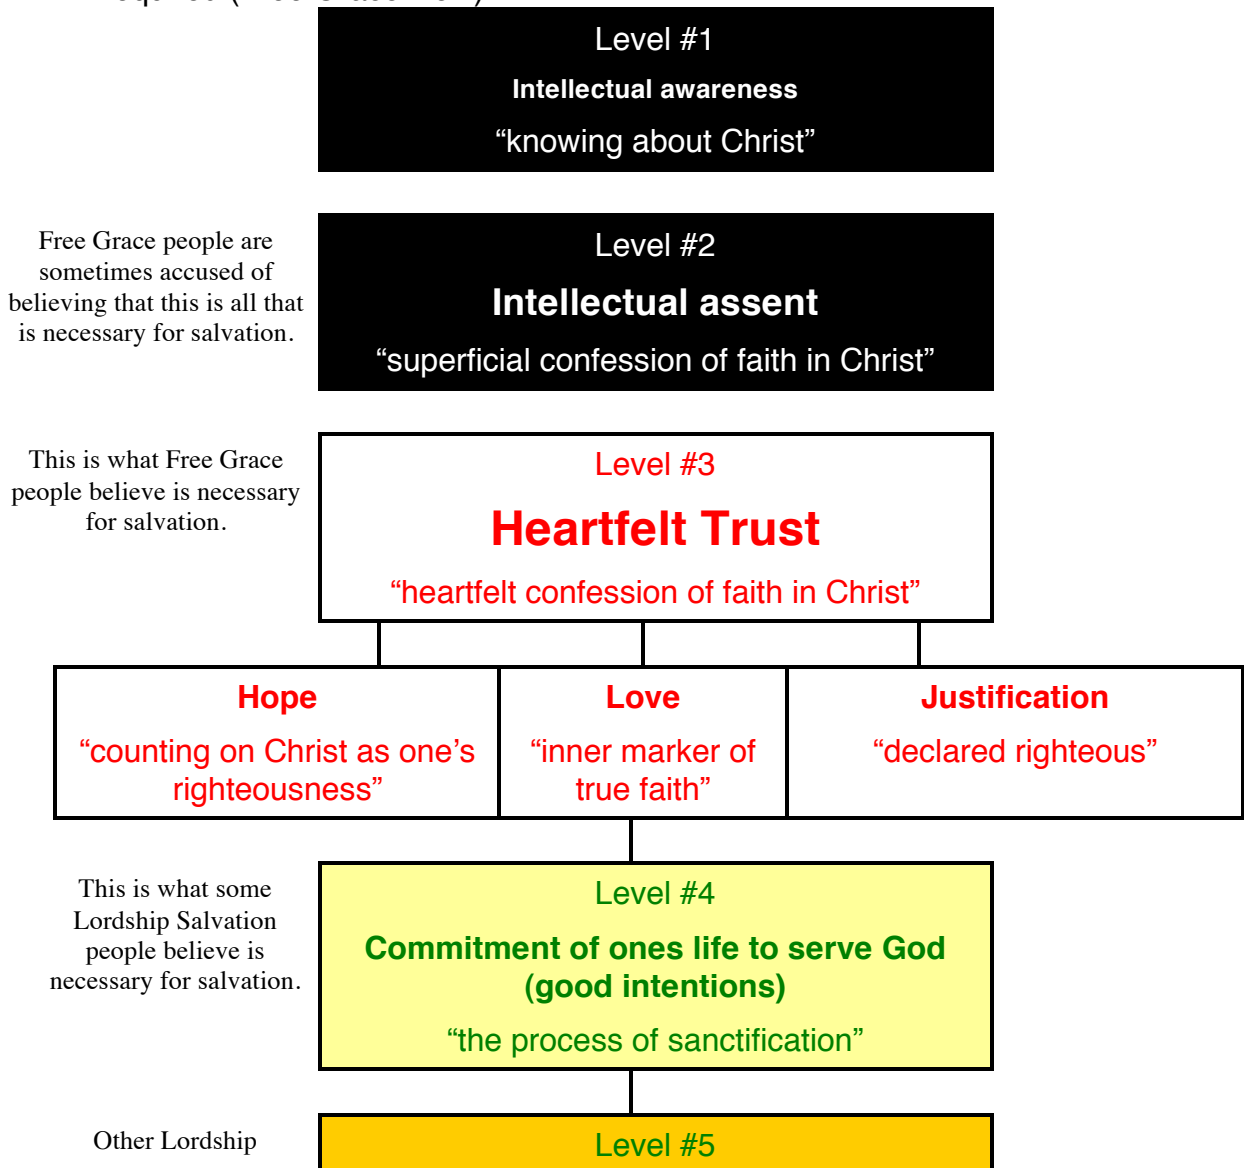 Level #1
Intellectual awareness
“knowing about Christ”
Free Grace people are
sometimes accused of
believing that this is all that
is necessary for salvation.
Level #2
Intellectual assent
“superficial confession of faith in Christ”
This is what Free Grace
people believe is necessary
for salvation.
Level #3
Heartfelt Trust
“heartfelt confession of faith in Christ”
Hope
“counting on Christ as one’s
righteousness”
Love
“inner marker of
true faith”
Justification
“declared righteous”
This is what some
Lordship Salvation
people believe is
necessary for salvation.
Level #4
Commitment of ones life to serve God
(good intentions)
“the process of sanctification”
Other Lordship
Level #5